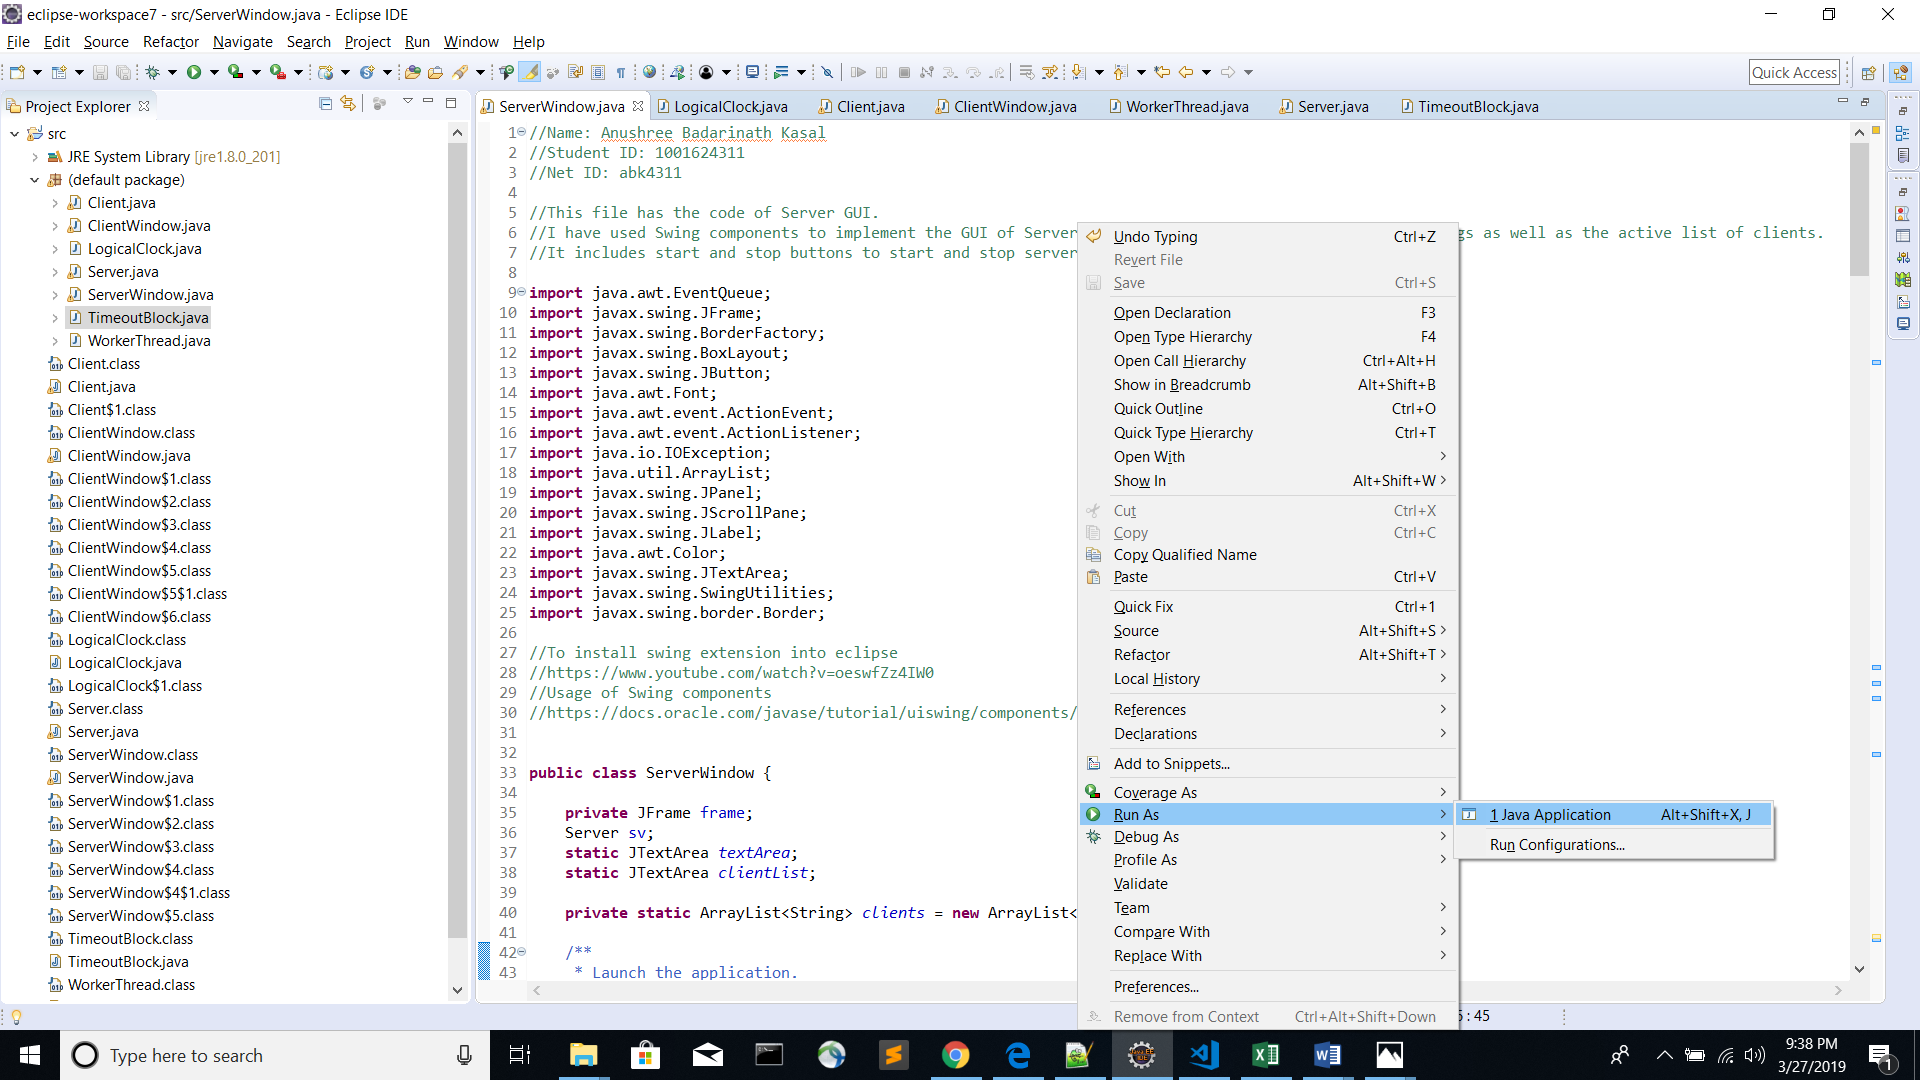 eclipse-workspace7 - src/ServerWindow.java - Eclipse IDE
File Edit Source Refactor Navigate Search Project Run Window Help
Quick Access
Project Explorer
src
JRE System Library [jre1.8.0_201]
(default package)
Client.java
ClientWindow.java
LogicalClock.java
Server.java
ServerWindow.java
TimeoutBlock.java
WorkerThread.java
Client.class
Client.java
Client$1.class
ClientWindow.class
ClientWindow.java
ClientWindow$1.class
ClientWindow$2.class
ClientWindow$3.class
ClientWindow$4.class
ClientWindow$5.class
ClientWindow$5$1.class
ClientWindow$6.class
LogicalClock.class
LogicalClock.java
LogicalClock$1.class
Server.class
Server.java
ServerWindow.class
ServerWindow.java
ServerWindow$1.class
ServerWindow$2.class
ServerWindow$3.class
ServerWindow$4.class
ServerWindow$4$1.class
ServerWindow$5.class
TimeoutBlock.class
TimeoutBlock.java
WorkerThread.class
ServerWindow.java LogicalClock.java Client.java ClientWindow.java WorkerThread.java Server.java TimeoutBlock.java
1 //Name: Anushree Badarinath Kasal
2 //Student ID: 1001624311
3 //Net ID: abk4311
4
5 //This file has the code of Server GUI.
6 //I have used Swing components to implement the GUI of Server gs as well as the active list of clients.
7 //It includes start and stop buttons to start and stop server
8
9 import java.awt.EventQueue;
10 import javax.swing.JFrame;
11 import javax.swing.BorderFactory;
12 import javax.swing.BoxLayout;
13 import javax.swing.JButton;
14 import java.awt.Font;
15 import java.awt.event.ActionEvent;
16 import java.awt.event.ActionListener;
17 import java.io.IOException;
18 import java.util.ArrayList;
19 import javax.swing.JPanel;
20 import javax.swing.JScrollPane;
21 import javax.swing.JLabel;
22 import java.awt.Color;
23 import javax.swing.JTextArea;
24 import javax.swing.SwingUtilities;
25 import javax.swing.border.Border;
26
27 //To install swing extension into eclipse
28 //https://www.youtube.com/watch?v=oeswfZz4IW0
29 //Usage of Swing components
30 //https://docs.oracle.com/javase/tutorial/uiswing/components/
31
32
33 public class ServerWindow {
34
35 private JFrame frame;
36 Server sv;
37 static JTextArea textArea;
38 static JTextArea clientList;
39
40 private static ArrayList<String> clients = new ArrayList<
41
42 /**
43 * Launch the application.
Undo Typing Ctrl+Z
Revert File
Save Ctrl+S
Open Declaration F3
Open Type Hierarchy F4
Open Call Hierarchy Ctrl+Alt+H
Show in Breadcrumb Alt+Shift+B
Quick Outline Ctrl+O
Quick Type Hierarchy Ctrl+T
Open With
Show In Alt+Shift+W
Cut Ctrl+X
Copy Ctrl+C
Copy Qualified Name
Paste Ctrl+V
Quick Fix Ctrl+1
Source Alt+Shift+S
Refactor Alt+Shift+T
Local History
References
Declarations
Add to Snippets...
Coverage As
Run As
Debug As
Profile As
Validate
Team
Compare With
Replace With
Preferences...
Remove from Context Ctrl+Alt+Shift+Down
1 Java Application Alt+Shift+X, J
Run Configurations...
: 45
Type here to search
9:38 PM
3/27/2019
1